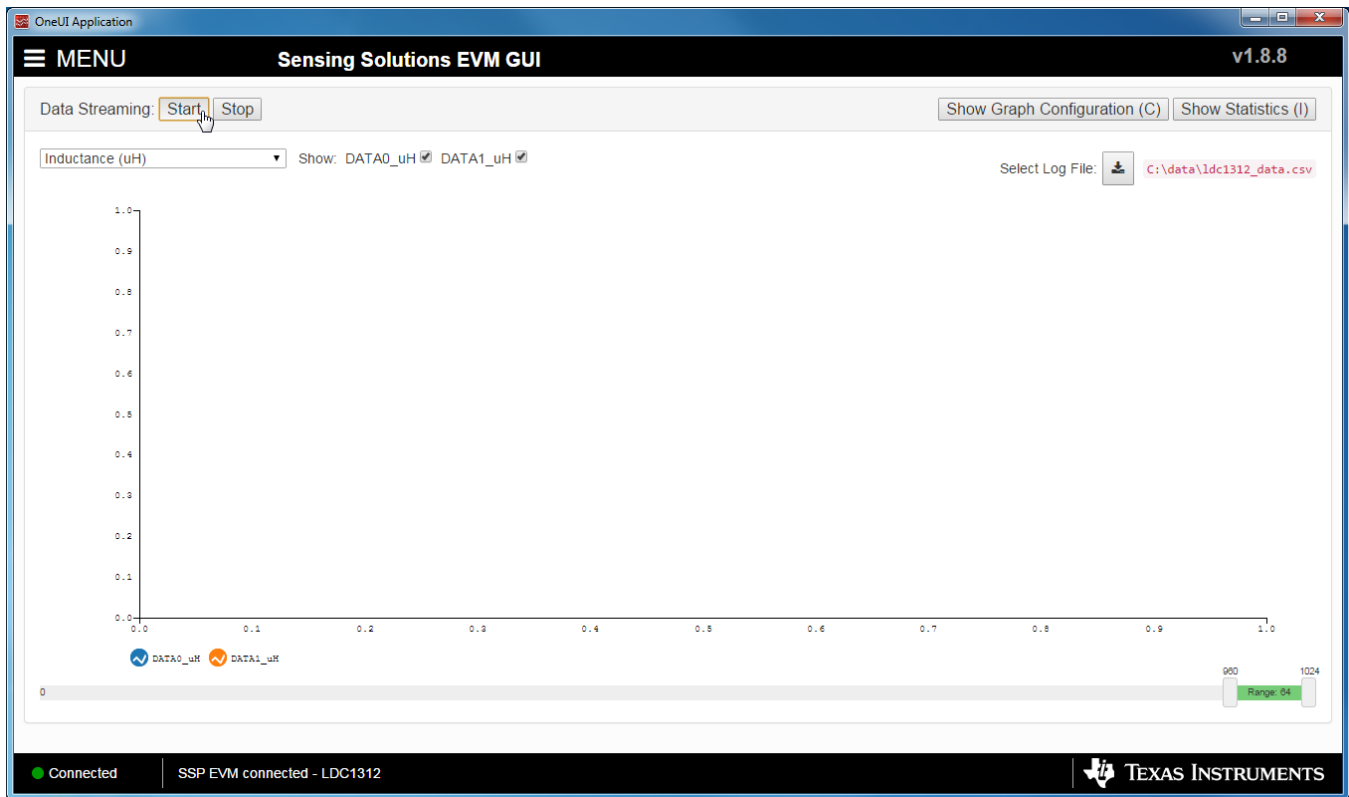 OneUI Application
MENU
Sensing Solutions EVM GUI
v1.8.8
Data Streaming: Start Stop
Show Graph Configuration (C) Show Statistics (I)
Inductance (uH)
Show: DATA0_uH DATA1_uH
Select Log File: C:\data\ldc1312_data.csv
1.0
0.9
0.8
0.7
0.6
0.5
0.4
0.3
0.2
0.1
0.0
0.0 0.1 0.2 0.3 0.4 0.5 0.6 0.7 0.8 0.9 1.0
DATA0_uH DATA1_uH
960 1024
0 Range: 64
Connected
SSP EVM connected - LDC1312
TEXAS INSTRUMENTS